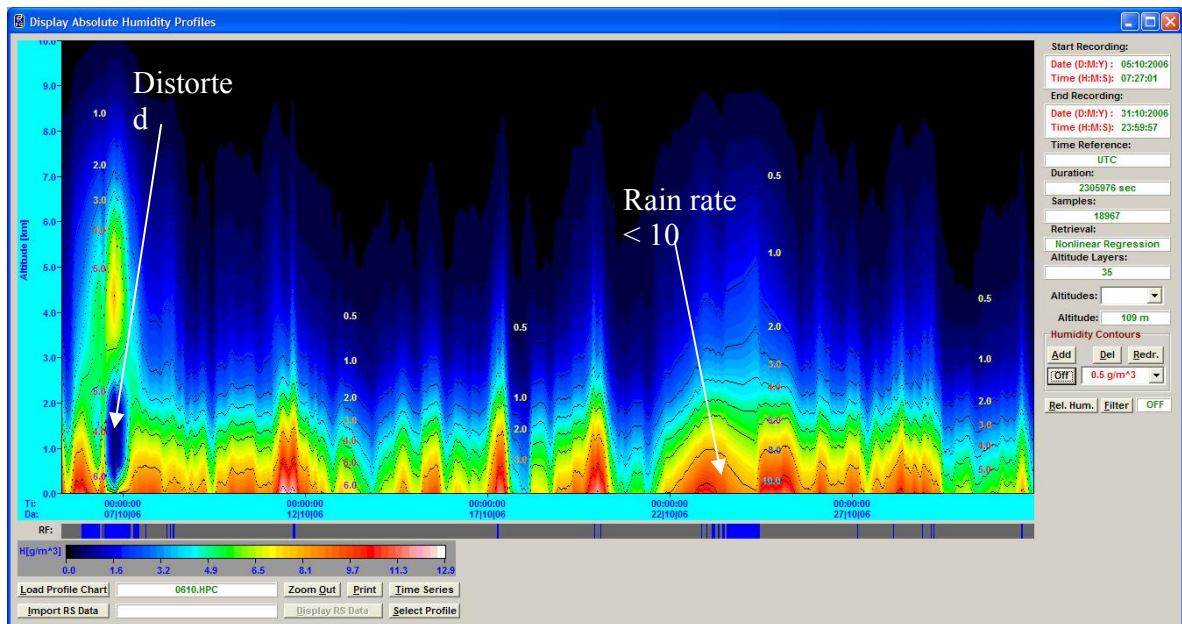 Display Absolute Humidity Profiles
10.0
9.0
8.0
7.0
6.0
5.0
4.0
3.0
2.0
1.0
0.0
Altitude [km]
Distorte
d
Rain rate
< 10
1.0
2.0
3.0
4.0
5.0
5.0
4.0
6.0
0.5
1.0
2.0
3.0
4.0
5.0
6.0
0.5
1.0
2.0
3.0
0.5
1.0
2.0
3.0
4.0
6.0
8.0
10.0
0.5
1.0
2.0
3.0
4.0
5.0
Ti: 00:00:00 00:00:00 00:00:00 00:00:00 00:00:00
Da: 07|10|06 12|10|06 17|10|06 22|10|06 27|10|06
RF:
H[g/m^3]
0.0 1.6 3.2 4.9 6.5 8.1 9.7 11.3 12.9
Load Profile Chart 0610.HPC Zoom Out Print Time Series
Import RS Data Display RS Data Select Profile
Start Recording:
Date (D:M:Y) : 05:10:2006
Time (H:M:S): 07:27:01
End Recording:
Date (D:M:Y) : 31:10:2006
Time (H:M:S): 23:59:57
Time Reference:
UTC
Duration:
2305976 sec
Samples:
18967
Retrieval:
Nonlinear Regression
Altitude Layers:
35
Altitudes:
Altitude: 109 m
Humidity Contours
Add Del Redr.
Off 0.5 g/m^3
Rel. Hum. Filter OFF